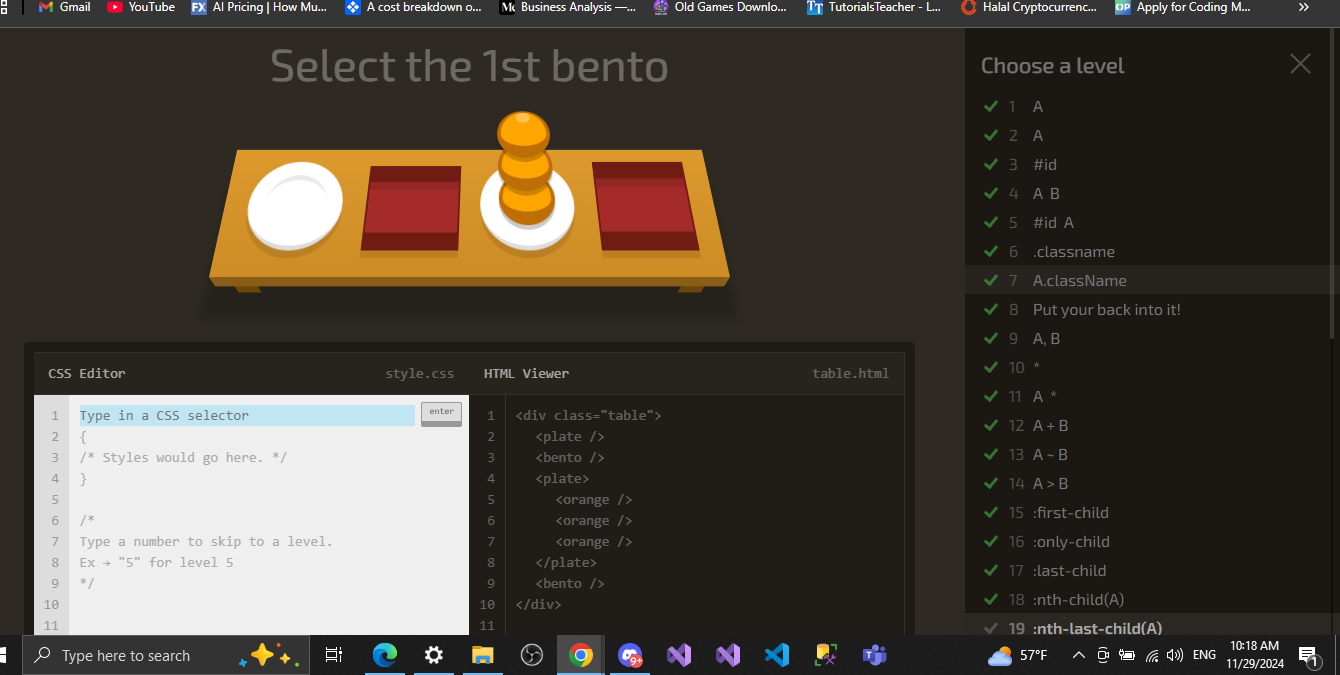 Gmail YouTube FX AI Pricing | How Mu... A cost breakdown o... Business Analysis —... Old Games Downlo... TT TutorialsTeacher - L... Halal Cryptocurrenc... OP Apply for Coding M... »
Select the 1st bento
Choose a level
1 A
2 A
3 #id
4 A B
5 #id A
6 .classname
7 A.className
8 Put your back into it!
9 A, B
10 *
11 A *
12 A + B
13 A ~ B
14 A > B
15 :first-child
16 :only-child
17 :last-child
18 :nth-child(A)
19 :nth-last-child(A)
CSS Editor style.css
1 Type in a CSS selector enter
2 {
3 /* Styles would go here. */
4 }
5
6 /*
7 Type a number to skip to a level.
8 Ex → "5" for level 5
9 */
10
11
HTML Viewer table.html
1 <div class="table">
2 <plate />
3 <bento />
4 <plate>
5 <orange />
6 <orange />
7 <orange />
8 </plate>
9 <bento />
10 </div>
11
Type here to search 9+ 57°F ENG 10:18 AM
11/29/2024 1